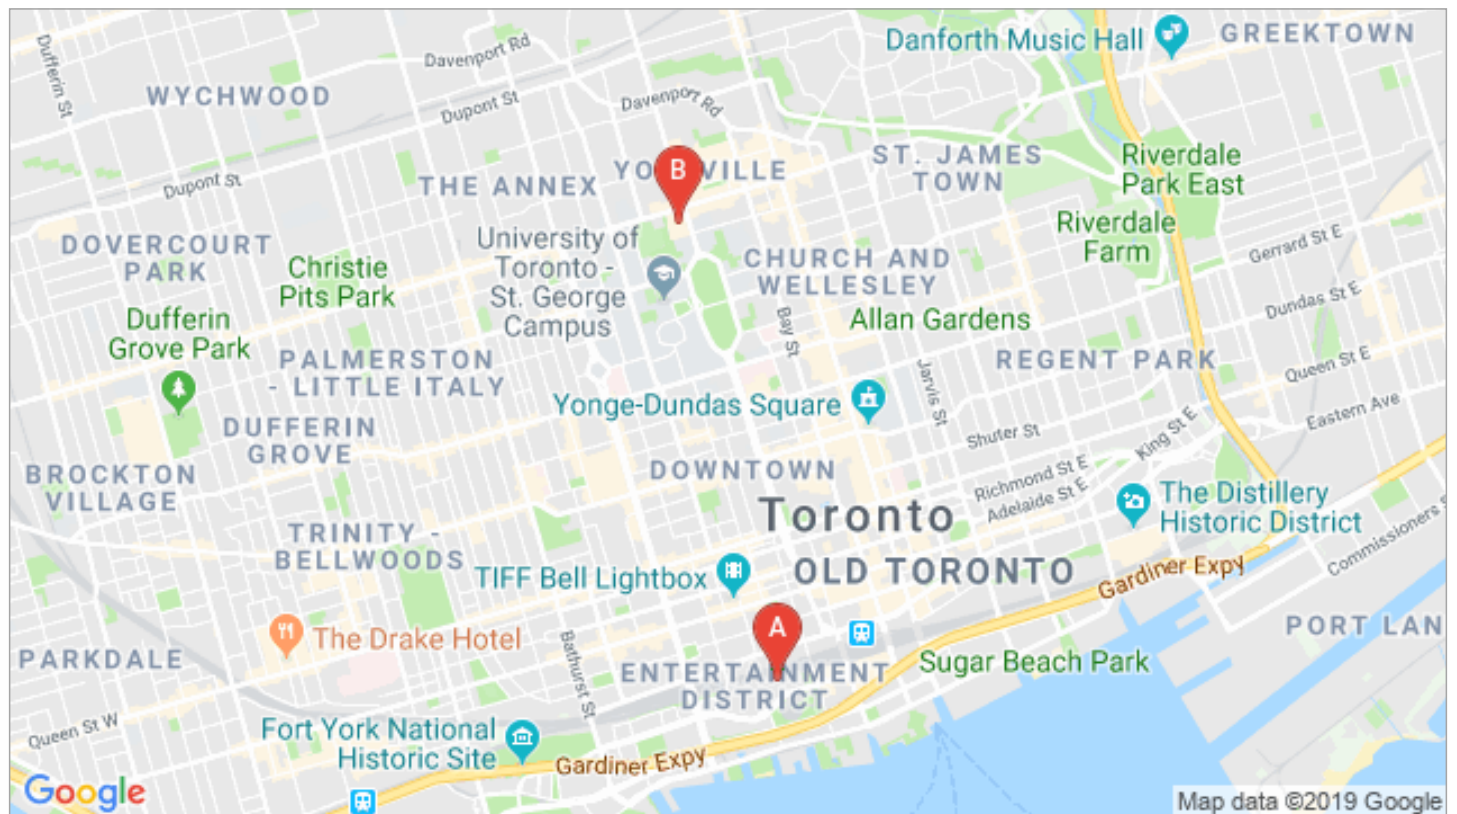 Danforth Music Hall
GREEKTOWN
Dufferin St
Davenport Rd
WYCHWOOD
Dupont St
Davenport Rd
YO
VILLE
B
ST. JAMES
TOWN
Riverdale
Park East
Dupont St
THE ANNEX
Riverdale
Farm
DOVERCOURT
PARK
University of
Toronto -
St. George
Campus
Gerrard St E
Christie
Pits Park
CHURCH AND
WELLESLEY
Dundas St E
Dufferin
Grove Park
Bay St
Allan Gardens
PALMERSTON
- LITTLE ITALY
REGENT PARK
Queen St E
Jarvis St
Yonge-Dundas Square
Eastern Ave
DUFFERIN
GROVE
Shuter St
King St E
BROCKTON
VILLAGE
DOWNTOWN
Richmond St E
Adelaide St E
The Distillery
Historic District
Toronto
TRINITY -
BELLWOODS
Commissioners S
TIFF Bell Lightbox
OLD TORONTO
Gardiner Expy
A
The Drake Hotel
PORT LAN
PARKDALE
Bathurst St
ENTERTAINMENT
DISTRICT
Sugar Beach Park
Queen St W
Fort York National
Historic Site
Gardiner Expy
Google
Map data ©2019 Google